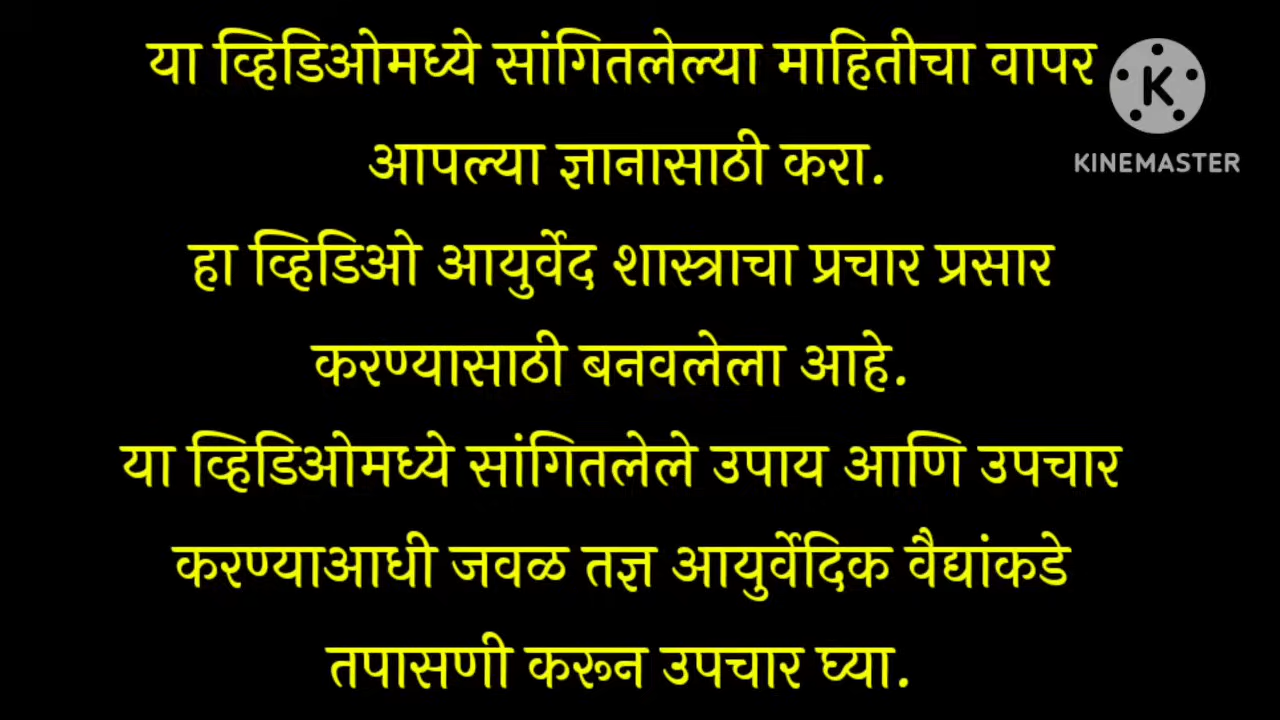 या व्हिडिओमध्ये सांगितलेल्या माहितीचा वापर
आपल्या ज्ञानासाठी करा.
हा व्हिडिओ आयुर्वेद शास्त्राचा प्रचार प्रसार
करण्यासाठी बनवलेला आहे.
या व्हिडिओमध्ये सांगितलेले उपाय आणि उपचार
करण्याआधी जवळ तज्ञ आयुर्वेदिक वैद्यांकडे
तपासणी करून उपचार घ्या.
K
KINEMASTER